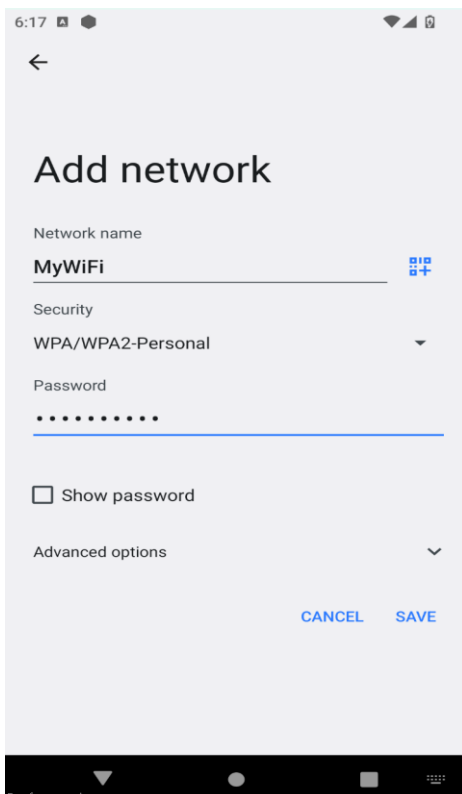 6:17
Add network
Network name
MyWiFi
Security
WPA/WPA2-Personal
Password
••••••••••
Show password
Advanced options
CANCEL SAVE